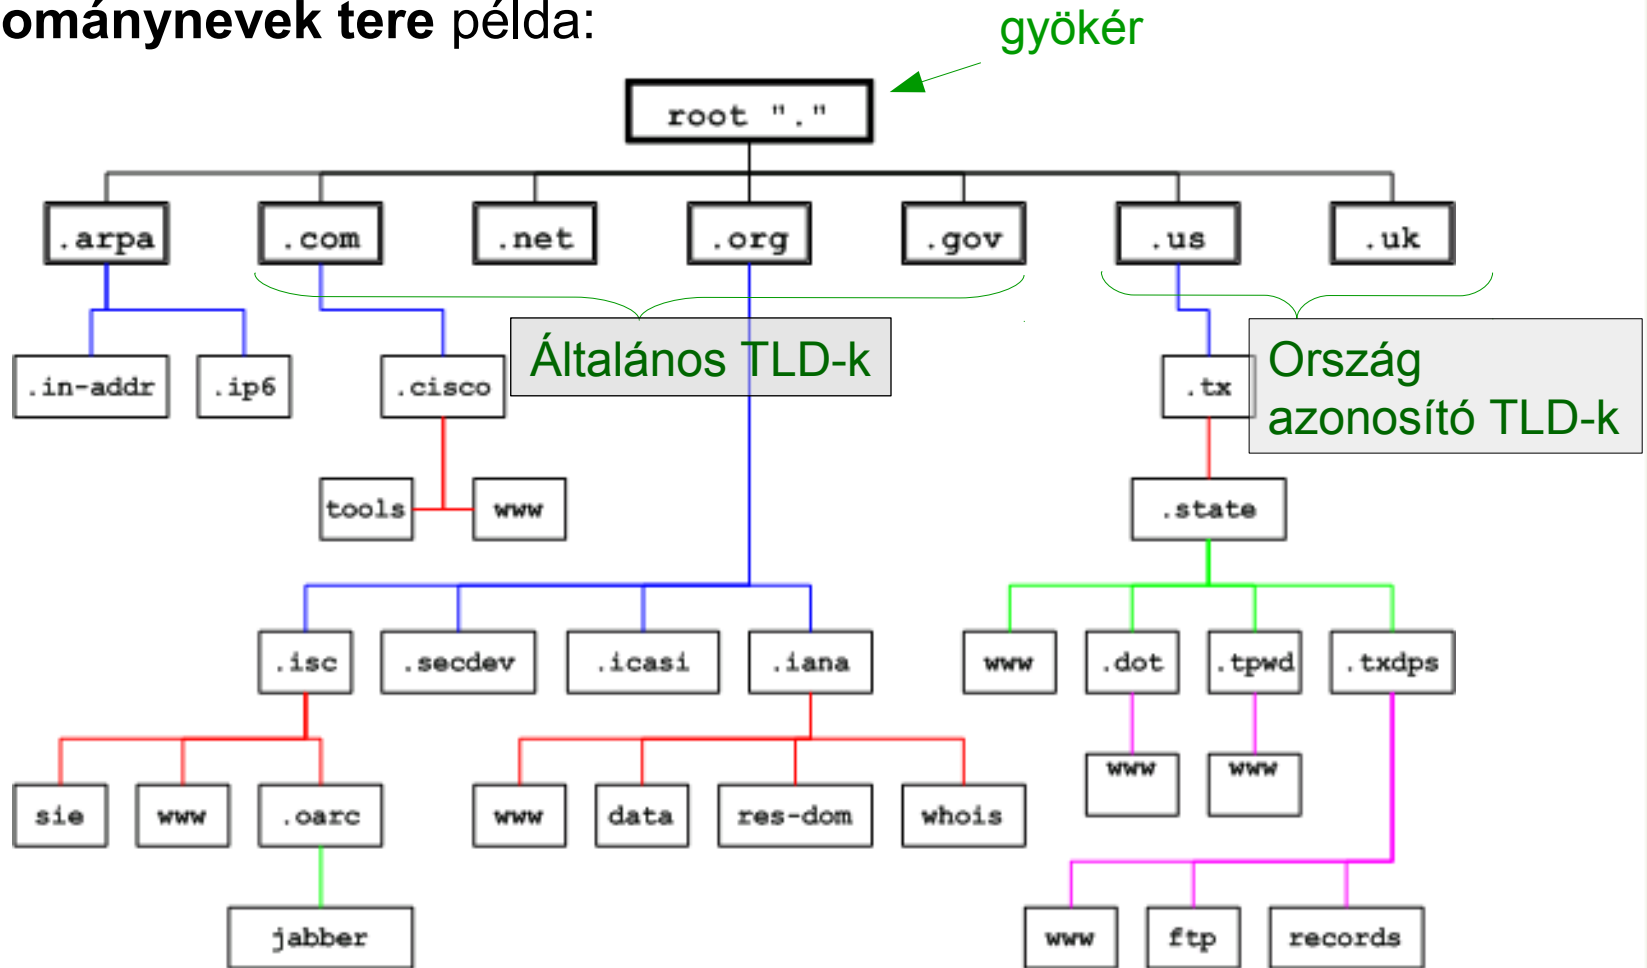 ománynevek tere példa:
gyökér
root "."
.arpa
.com
.net
.org
.gov
.us
.uk
Általános TLD-k
Ország
azonosító TLD-k
.in-addr
.ip6
.cisco
.tx
tools
www
.state
.isc
.secdev
.icasi
.iana
www
.dot
.tpwd
.txdps
www
www
sie
www
.oarc
www
data
res-dom
whois
jabber
www
ftp
records